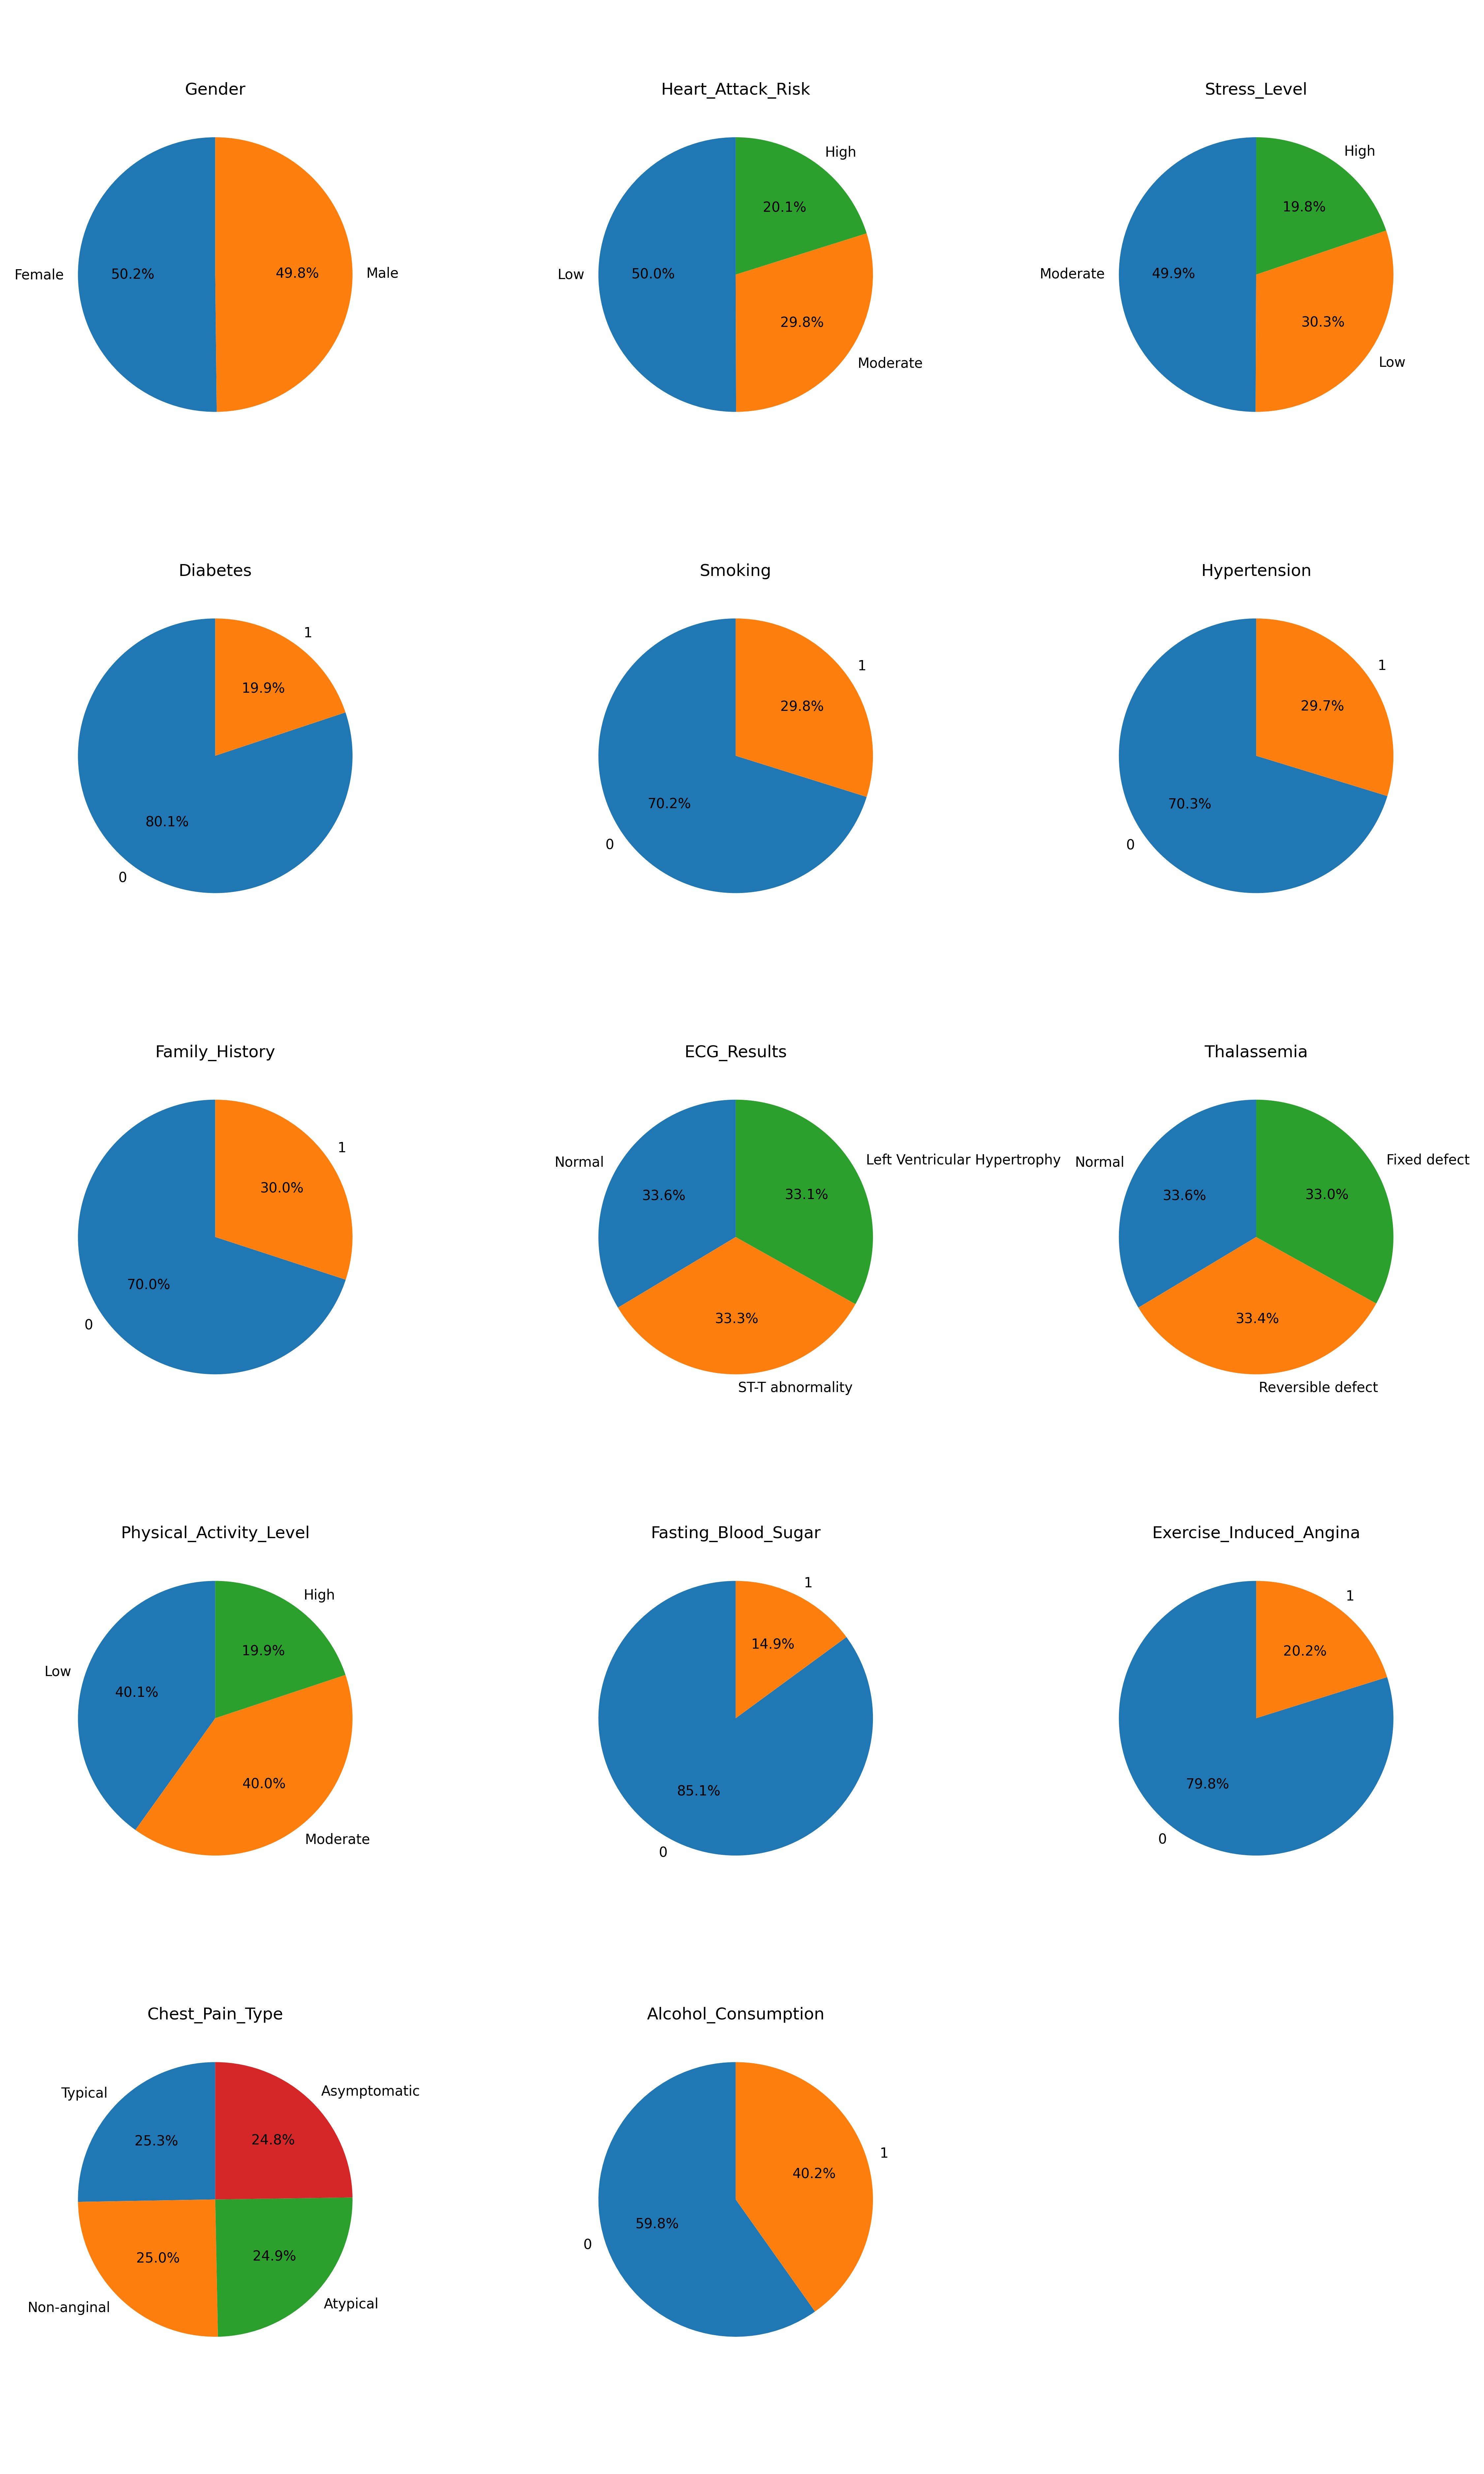 Gender
Heart_Attack_Risk
Stress_Level
High
High
20.1%
19.8%
Female
50.2%
49.8%
Male
Low
50.0%
Moderate
49.9%
29.8%
30.3%
Moderate
Low
Diabetes
Smoking
Hypertension
1
1
1
19.9%
29.8%
29.7%
80.1%
70.2%
70.3%
0
0
0
Family_History
ECG_Results
Thalassemia
1
Normal
Left Ventricular Hypertrophy
Normal
Fixed defect
30.0%
33.6%
33.1%
33.6%
33.0%
70.0%
0
33.3%
33.4%
ST-T abnormality
Reversible defect
Physical_Activity_Level
Fasting_Blood_Sugar
Exercise_Induced_Angina
High
1
1
19.9%
14.9%
20.2%
Low
40.1%
40.0%
85.1%
79.8%
Moderate
0
0
Chest_Pain_Type
Alcohol_Consumption
Typical
Asymptomatic
25.3%
24.8%
1
40.2%
59.8%
0
25.0%
24.9%
Non-anginal
Atypical